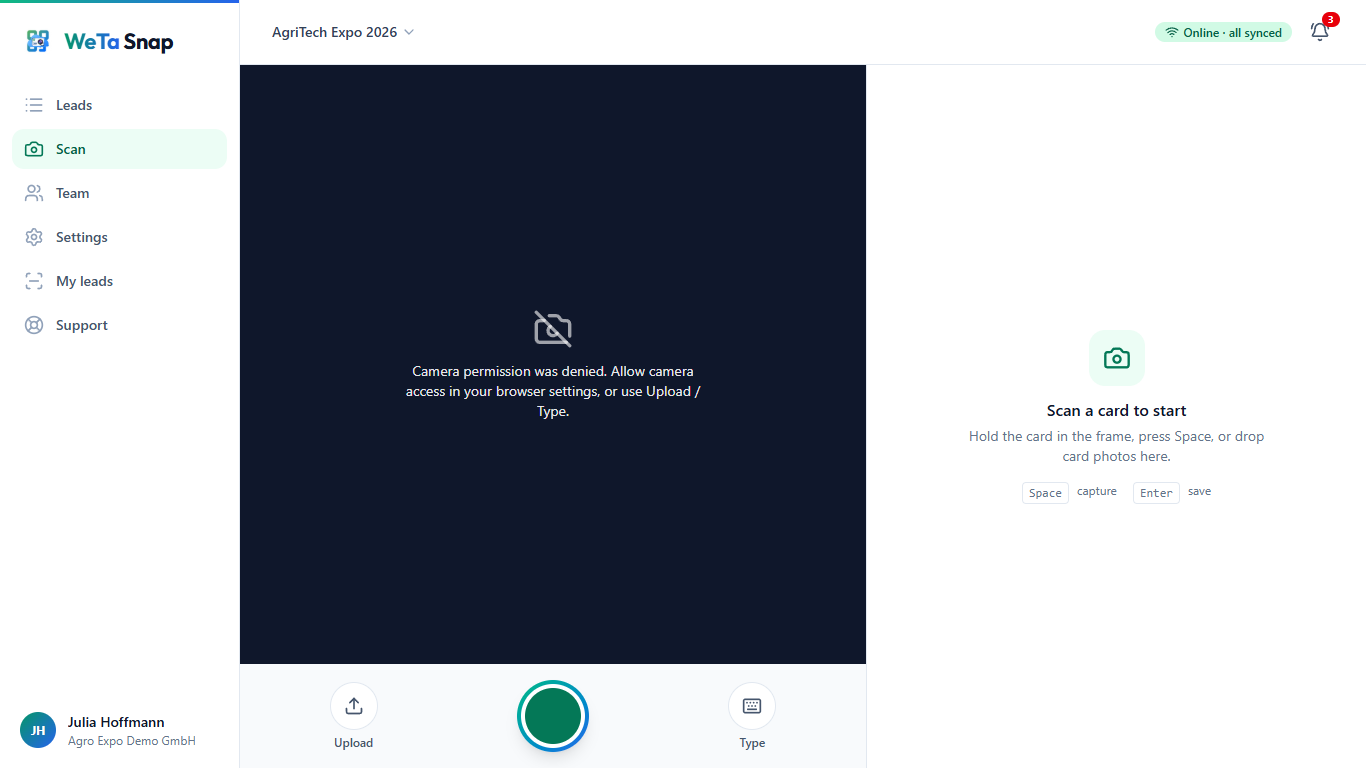 WeTa Snap
AgriTech Expo 2026
Online · all synced
3
Leads
Scan
Team
Settings
My leads
Support
Camera permission was denied. Allow camera
access in your browser settings, or use Upload /
Type.
Scan a card to start
Hold the card in the frame, press Space, or drop
card photos here.
Space capture Enter save
Upload
Type
JH
Julia Hoffmann
Agro Expo Demo GmbH